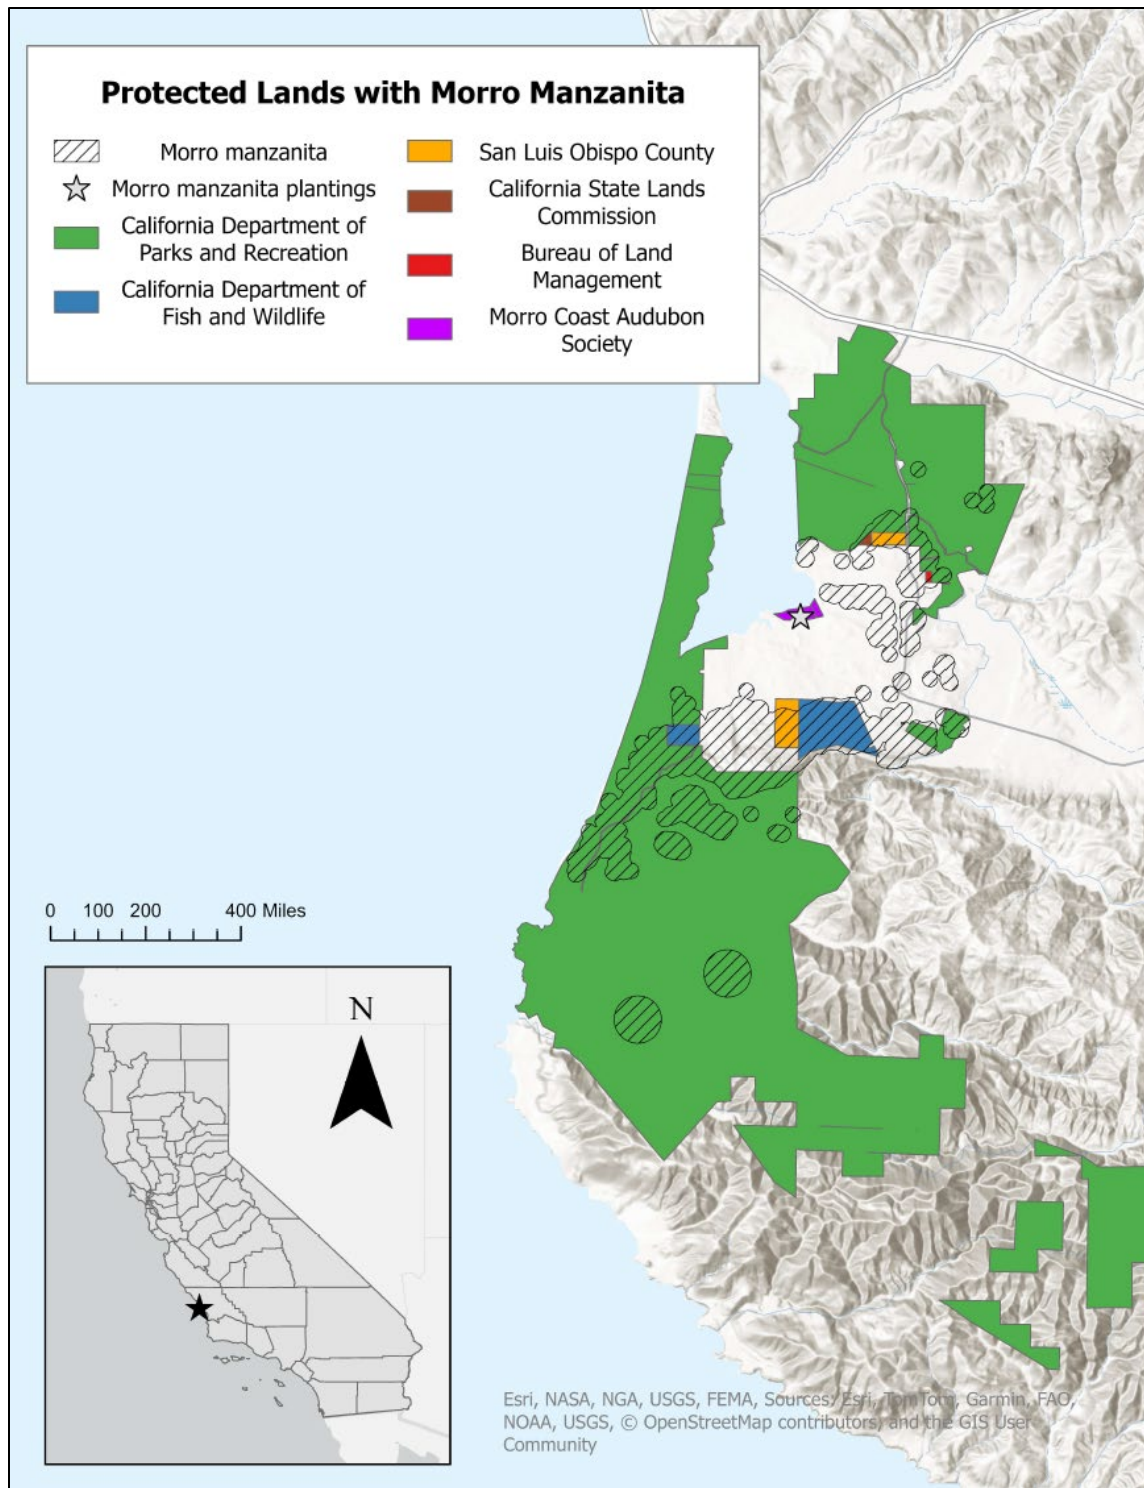 Protected Lands with Morro Manzanita
Morro manzanita
Morro manzanita plantings
California Department of
Parks and Recreation
California Department of
Fish and Wildlife
San Luis Obispo County
California State Lands
Commission
Bureau of Land
Management
Morro Coast Audubon
Society
0 100 200 400 Miles
N
Esri, NASA, NGA, USGS, FEMA, Sources: Esri, TomTom, Garmin, FAO,
NOAA, USGS, © OpenStreetMap contributors, and the GIS User
Community